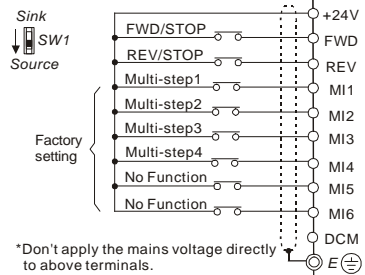 Sink
SW1
Source
+24V
FWD/STOP
FWD
REV/STOP
REV
Multi-step1
MI1
Multi-step2
MI2
Multi-step3
MI3
Multi-step4
MI4
Factory
setting
No Function
MI5
No Function
MI6
DCM
*Don't apply the mains voltage directly
to above terminals.
E